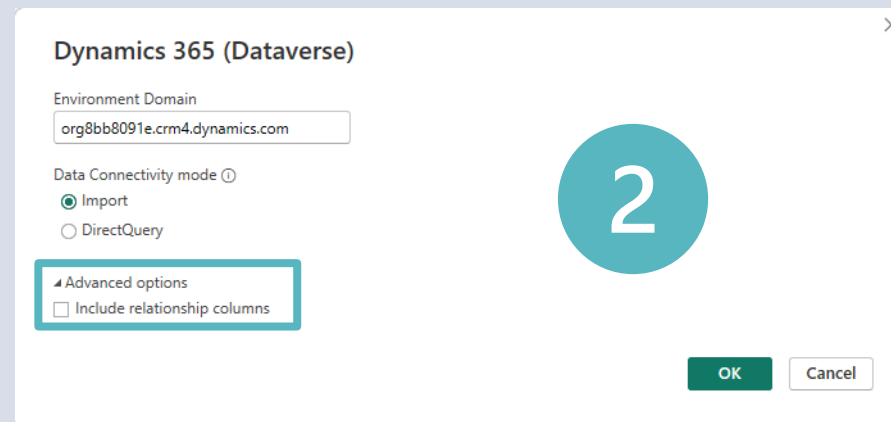 Dynamics 365 (Dataverse)
Environment Domain
org8bb8091e.crm4.dynamics.com
Data Connectivity mode
Import
DirectQuery
Advanced options
Include relationship columns
2
OK Cancel